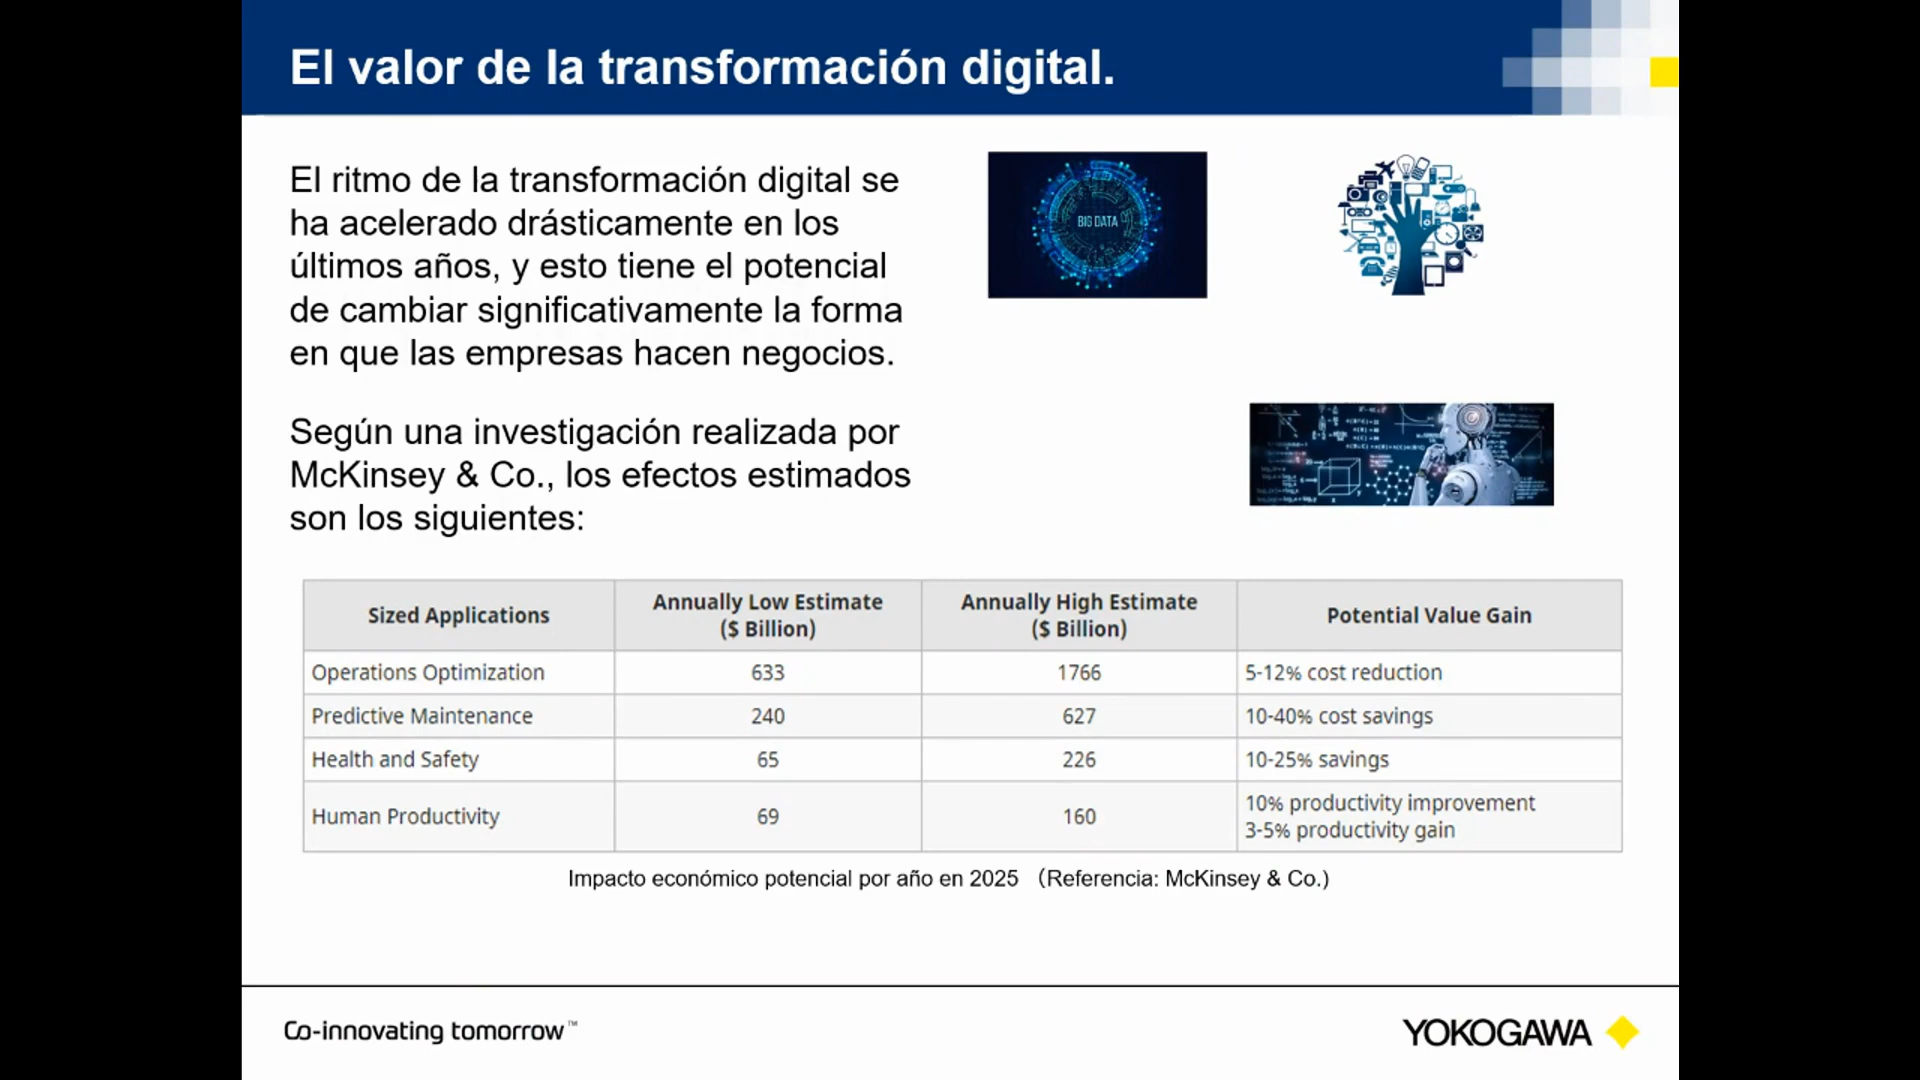 El valor de la transformación digital.
El ritmo de la transformación digital se
ha acelerado drásticamente en los
últimos años, y esto tiene el potencial
de cambiar significativamente la forma
en que las empresas hacen negocios.
BIG DATA
Según una investigación realizada por
McKinsey & Co., los efectos estimados
son los siguientes:
Sized Applications
Annually Low Estimate
($ Billion)
Annually High Estimate
($ Billion)
Potential Value Gain
Operations Optimization 633 1766 5-12% cost reduction
Predictive Maintenance 240 627 10-40% cost savings
Health and Safety 65 226 10-25% savings
Human Productivity 69 160 10% productivity improvement
3-5% productivity gain
Impacto económico potencial por año en 2025 （Referencia: McKinsey & Co.)
Co-innovating tomorrow™
YOKOGAWA